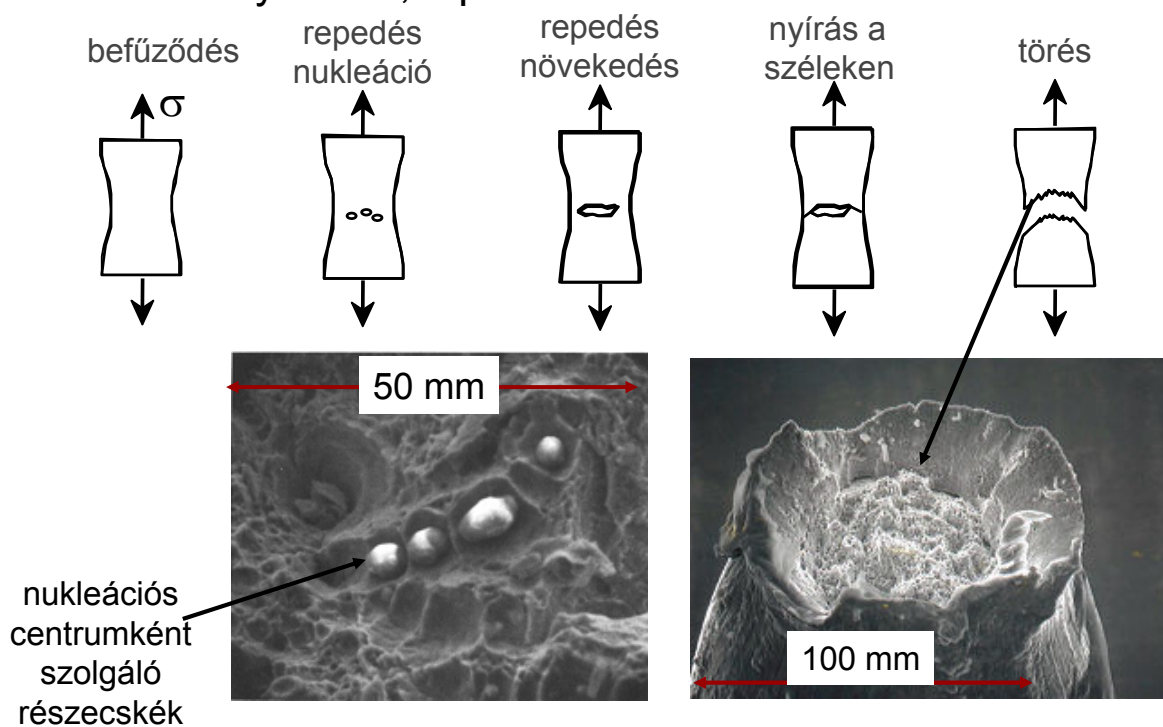 befűződés
repedés
nukleáció
repedés
növekedés
nyírás a
széleken
törés
σ
50 mm
100 mm
nukleációs
centrumként
szolgáló
részecskék